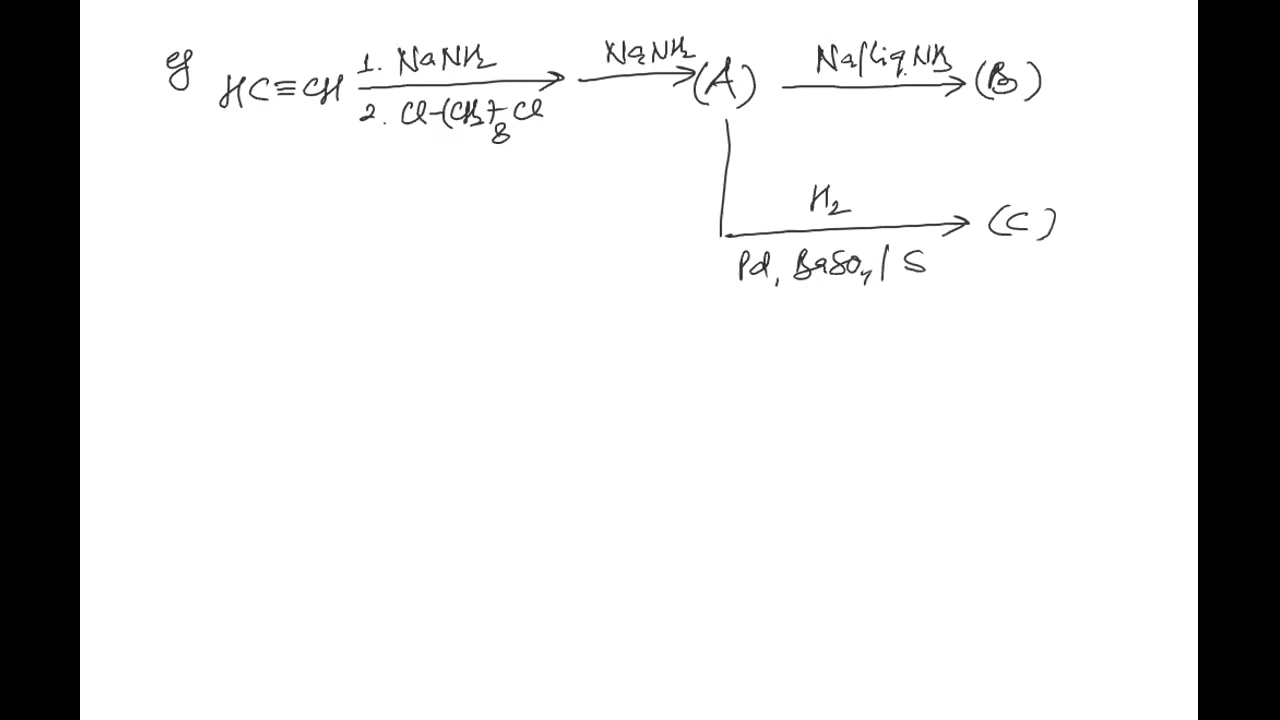 eg HC≡CH 1. NaNH₂ NaNH₂ (A) Na/liq.NH₃ (B)
2. Cl-(CH₂)₈-Cl
H₂ (C)
Pd, BaSO₄/S